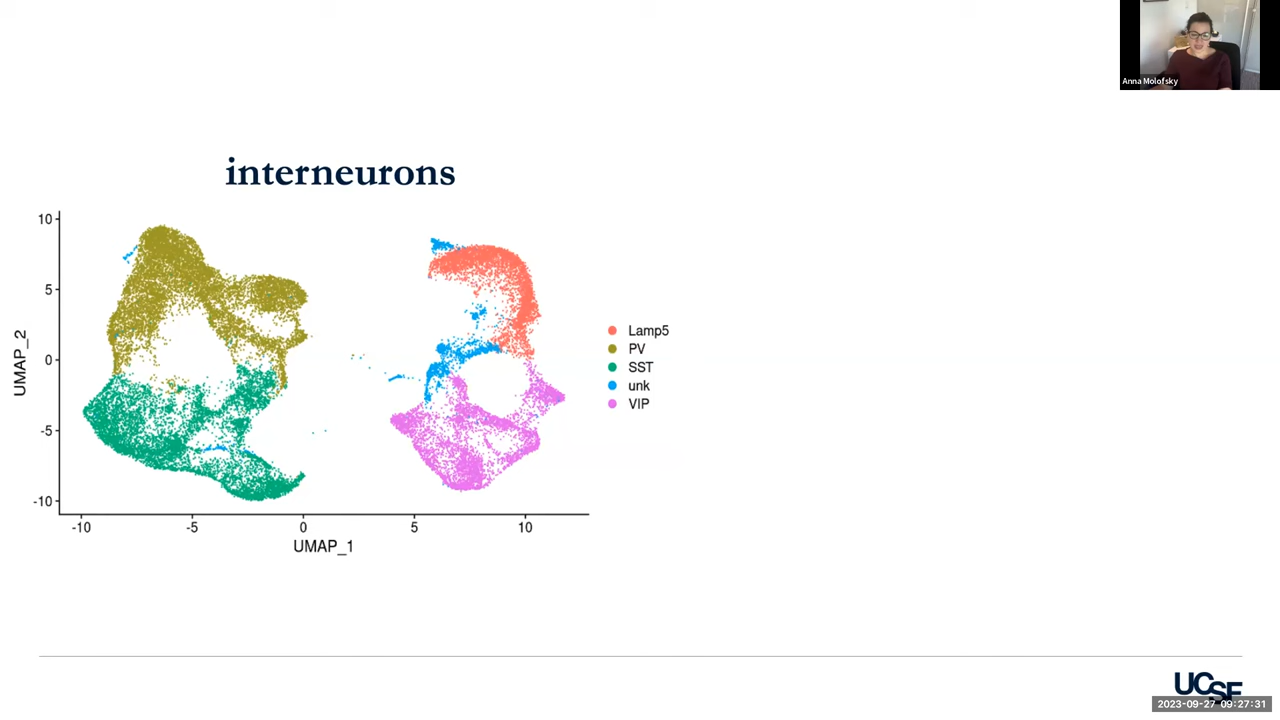 Anna Molofsky
interneurons
UMAP_2
10
5
0
-5
-10
-10
-5
0
5
10
UMAP_1
Lamp5
PV
SST
unk
VIP
UCSF
2023-09-27 09:27:31